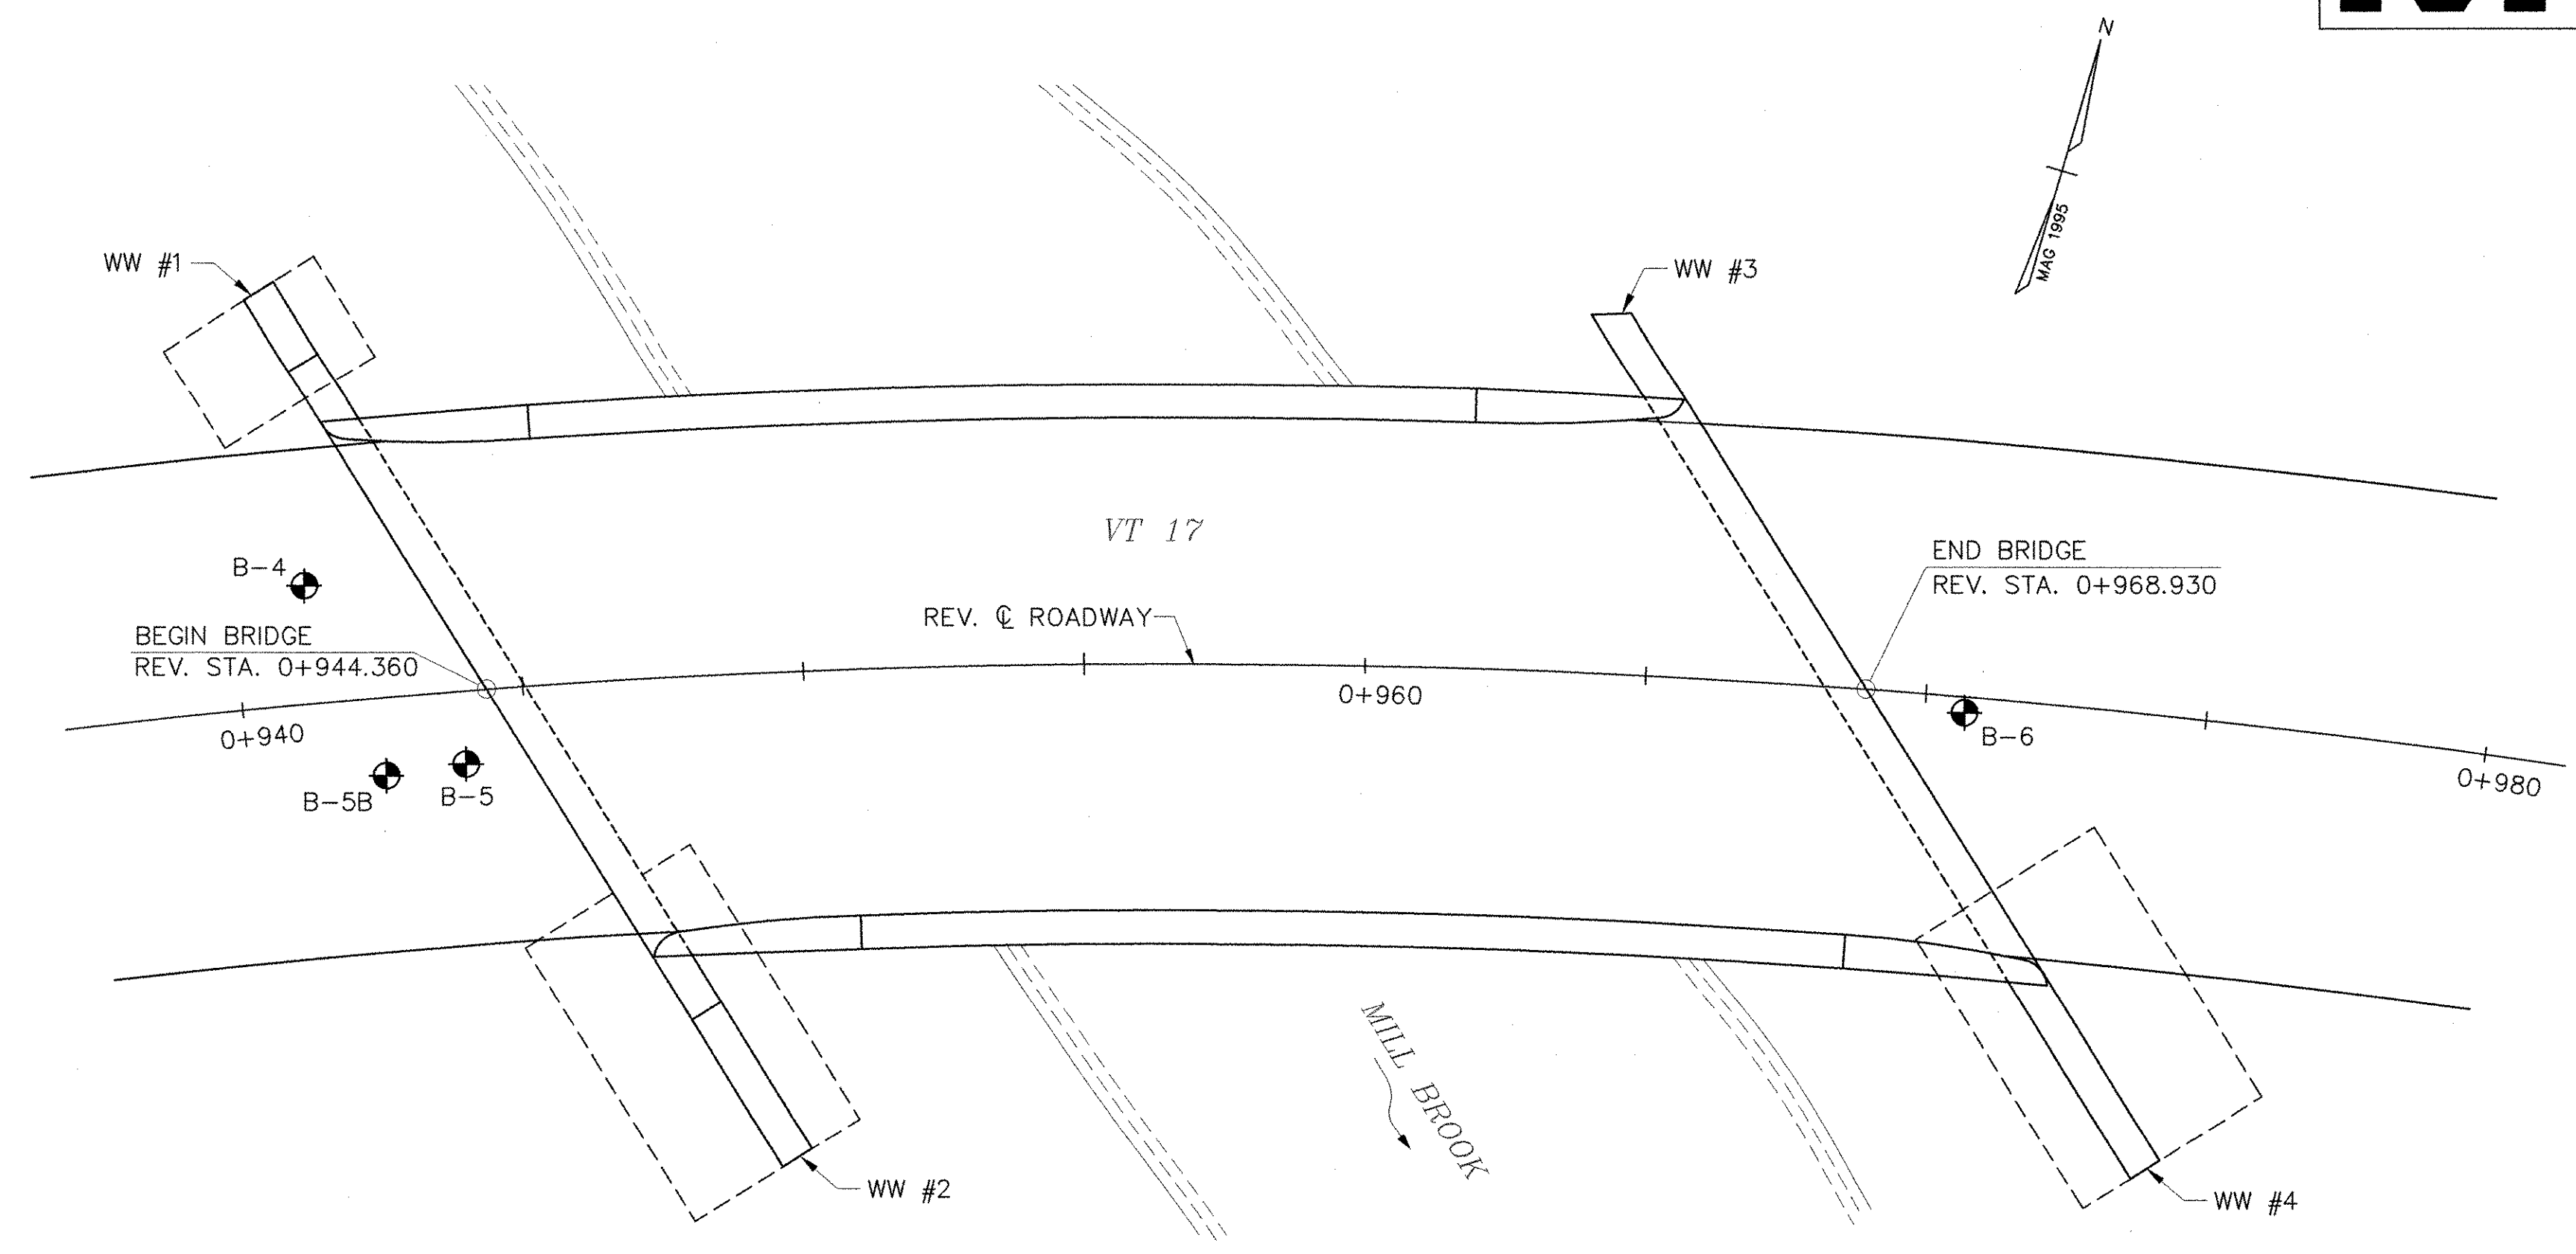 N
MAG 1995
WW #1
WW #3
VT 17
B-4
END BRIDGE
REV. STA. 0+968.930
REV. ℄ ROADWAY
BEGIN BRIDGE
REV. STA. 0+944.360
0+940
0+960
B-6
0+980
B-5B
B-5
MILL BROOK
WW #2
WW #4